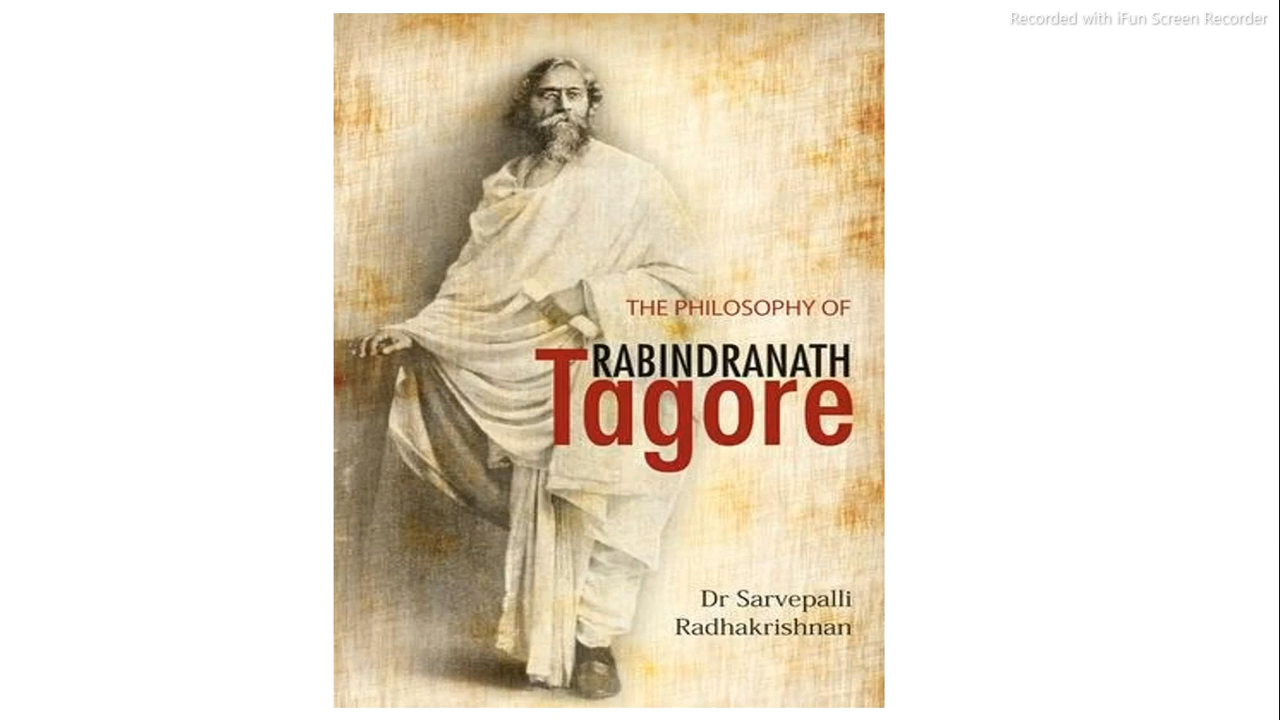 Recorded with iFun Screen Recorder
THE PHILOSOPHY OF
RABINDRANATH
Tagore
Dr Sarvepalli
Radhakrishnan